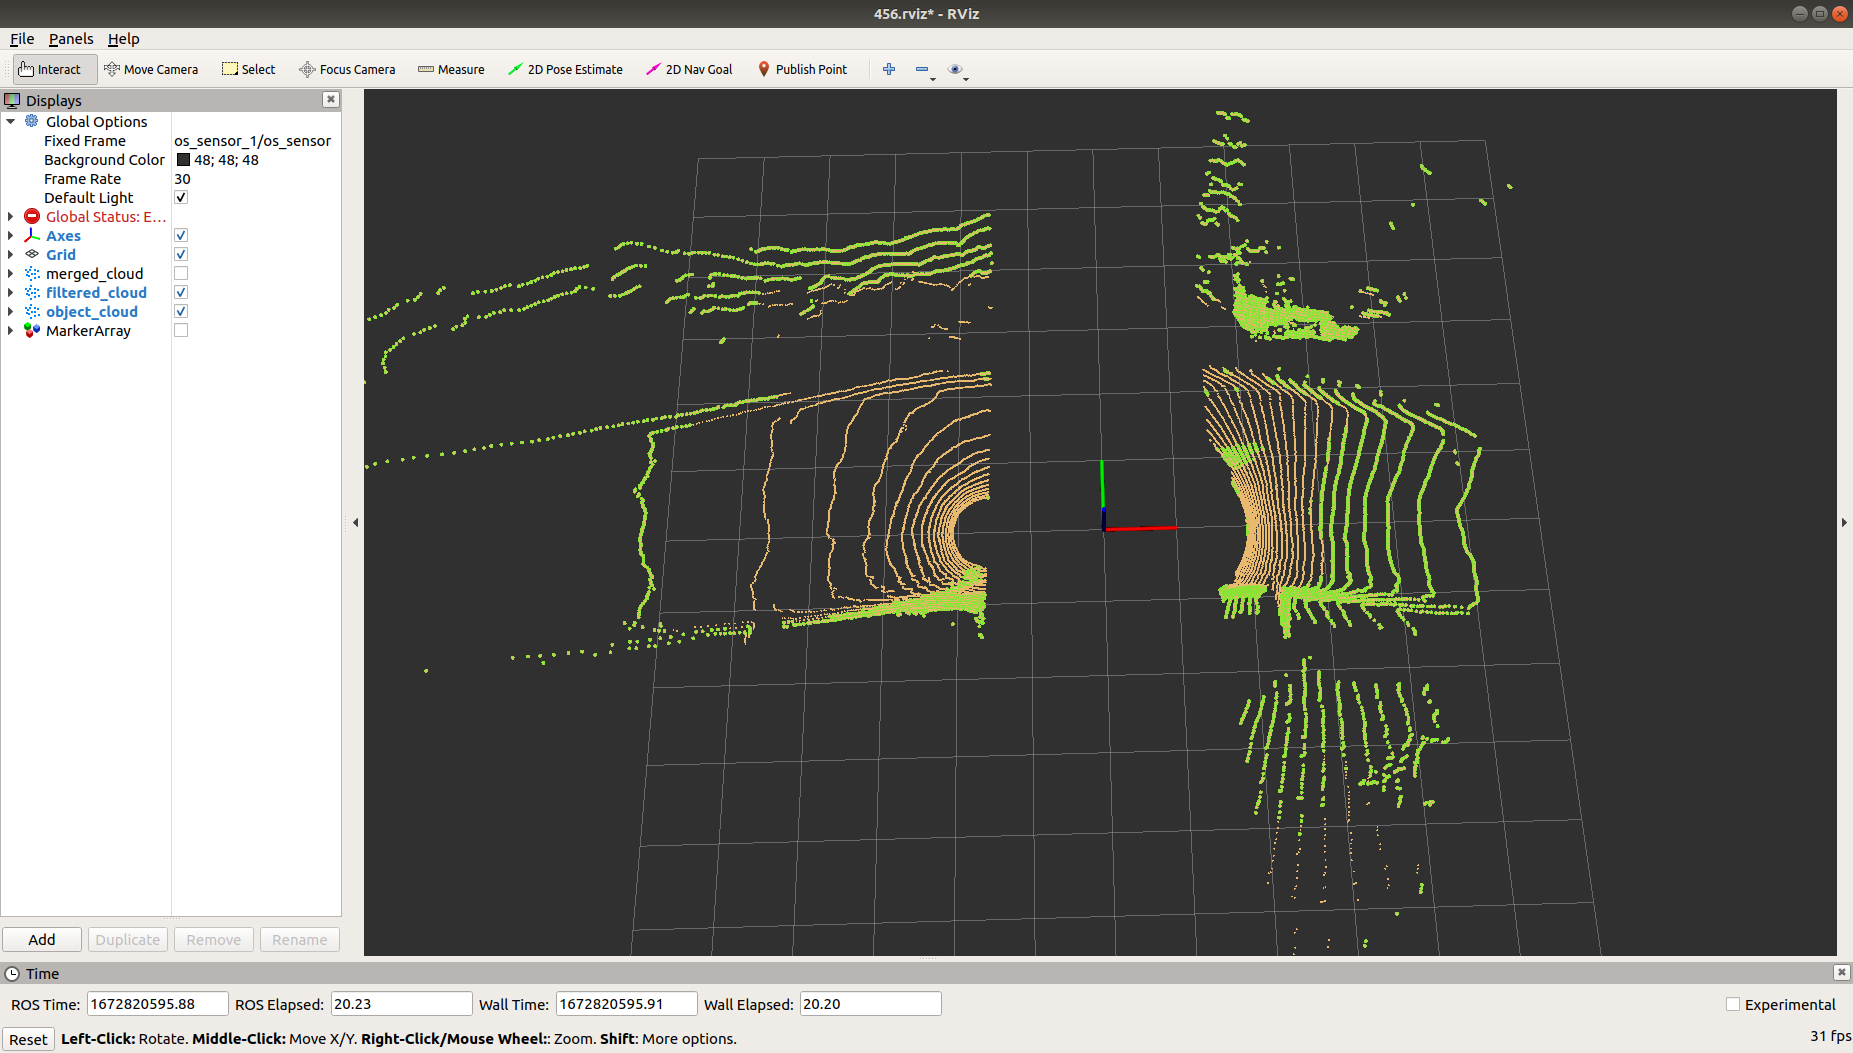 456.rviz* - RViz
File Panels Help
Interact Move Camera Select Focus Camera Measure 2D Pose Estimate 2D Nav Goal Publish Point
Displays
Global Options
Fixed Frame os_sensor_1/os_sensor
Background Color 48; 48; 48
Frame Rate 30
Default Light
Global Status: E...
Axes
Grid
merged_cloud
filtered_cloud
object_cloud
MarkerArray
Add Duplicate Remove Rename
Time
ROS Time: 1672820595.88 ROS Elapsed: 20.23 Wall Time: 1672820595.91 Wall Elapsed: 20.20 Experimental
Reset Left-Click: Rotate. Middle-Click: Move X/Y. Right-Click/Mouse Wheel:: Zoom. Shift: More options. 31 fps